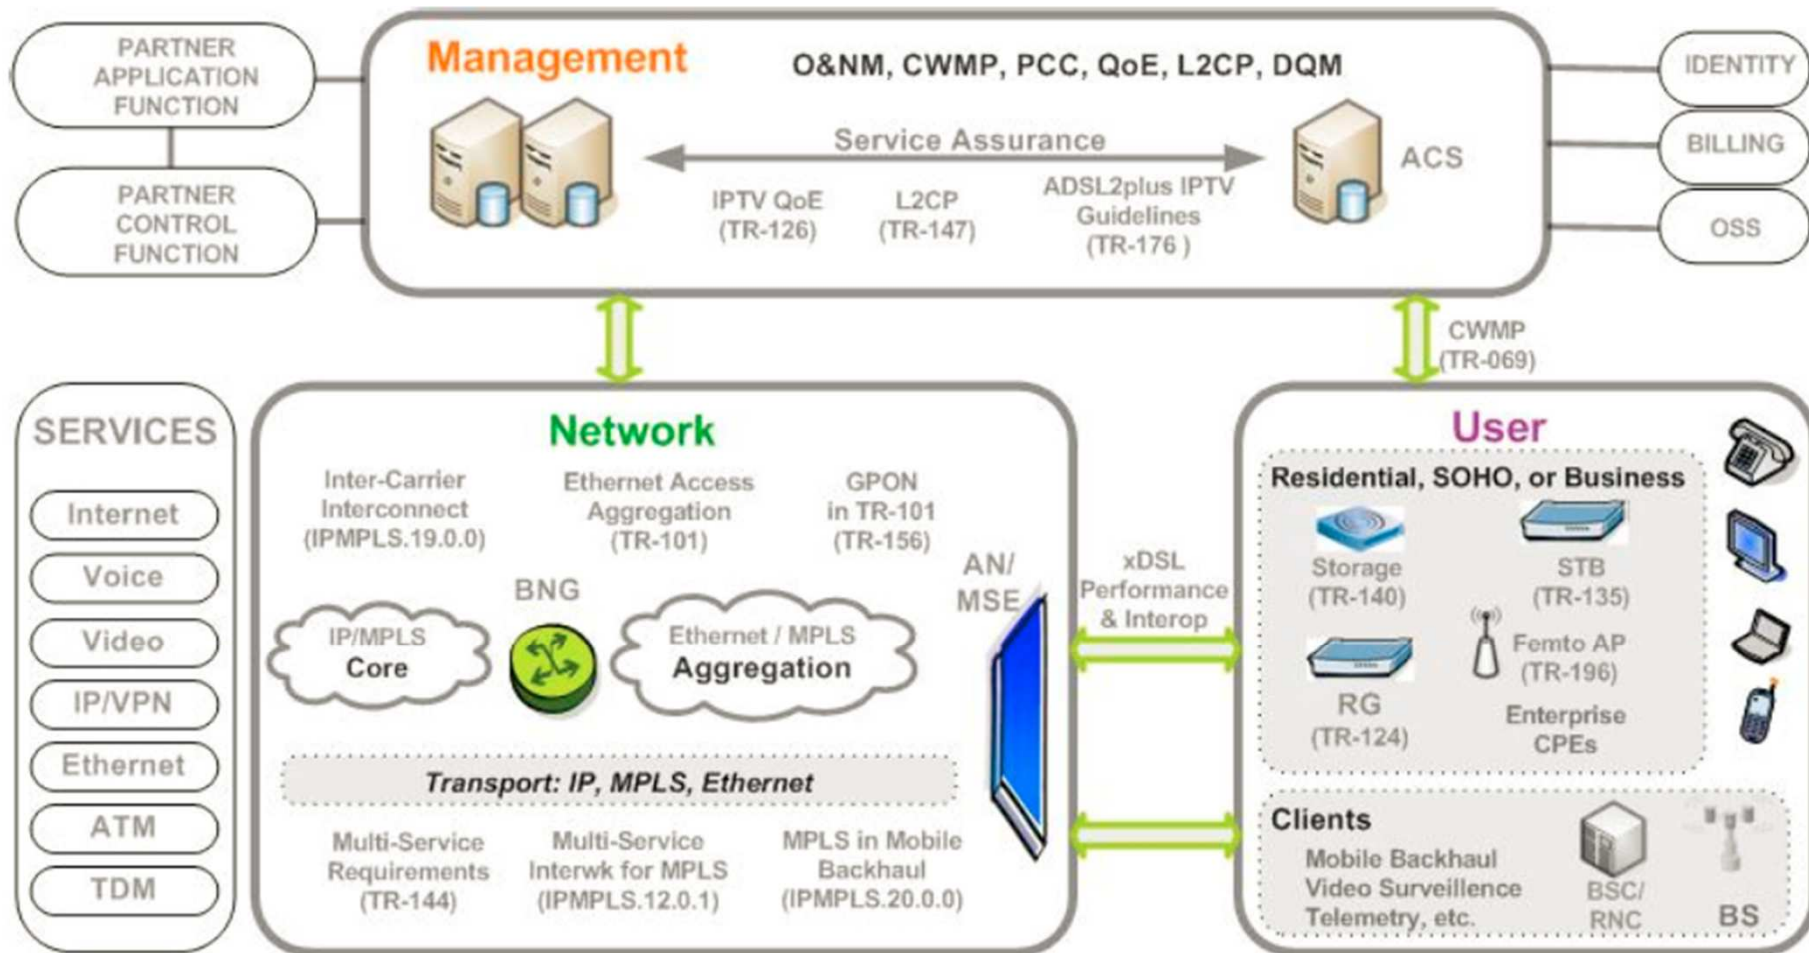 PARTNER
APPLICATION
FUNCTION
PARTNER
CONTROL
FUNCTION
Management
O&NM, CWMP, PCC, QoE, L2CP, DQM
Service Assurance
ACS
IPTV QoE
(TR-126)
L2CP
(TR-147)
ADSL2plus IPTV
Guidelines
(TR-176 )
IDENTITY
BILLING
OSS
CWMP
(TR-069)
SERVICES
Internet
Voice
Video
IP/VPN
Ethernet
ATM
TDM
Network
Inter-Carrier
Interconnect
(IPMPLS.19.0.0)
Ethernet Access
Aggregation
(TR-101)
GPON
in TR-101
(TR-156)
AN/
MSE
BNG
IP/MPLS
Core
Ethernet / MPLS
Aggregation
Transport: IP, MPLS, Ethernet
Multi-Service
Requirements
(TR-144)
Multi-Service
Interwk for MPLS
(IPMPLS.12.0.1)
MPLS in Mobile
Backhaul
(IPMPLS.20.0.0)
xDSL
Performance
& Interop
User
Residential, SOHO, or Business
Storage
(TR-140)
STB
(TR-135)
Femto AP
(TR-196)
RG
(TR-124)
Enterprise
CPEs
Clients
Mobile Backhaul
Video Surveillence
Telemetry, etc.
BSC/
RNC
BS